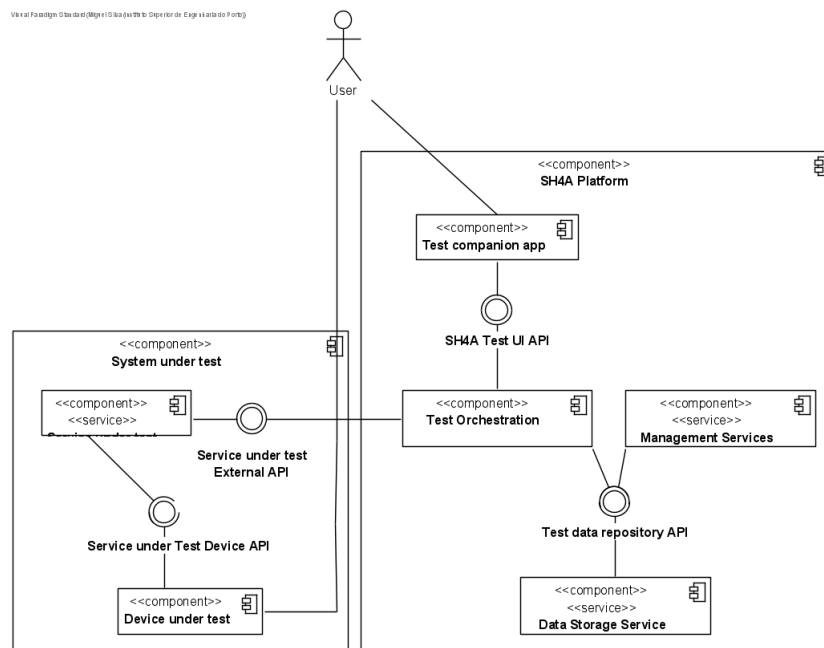 Visual Paradigm Standard(Miguel Silva(Instituto Superior de Engenharia do Porto))
User
<<component>>
SH4A Platform
<<component>>
Test companion app
SH4A Test UI API
<<component>>
System under test
<<component>>
<<service>>
<<component>>
Test Orchestration
<<component>>
<<service>>
Management Services
Service under test
External API
Service under Test Device API
Test data repository API
<<component>>
Device under test
<<component>>
<<service>>
Data Storage Service